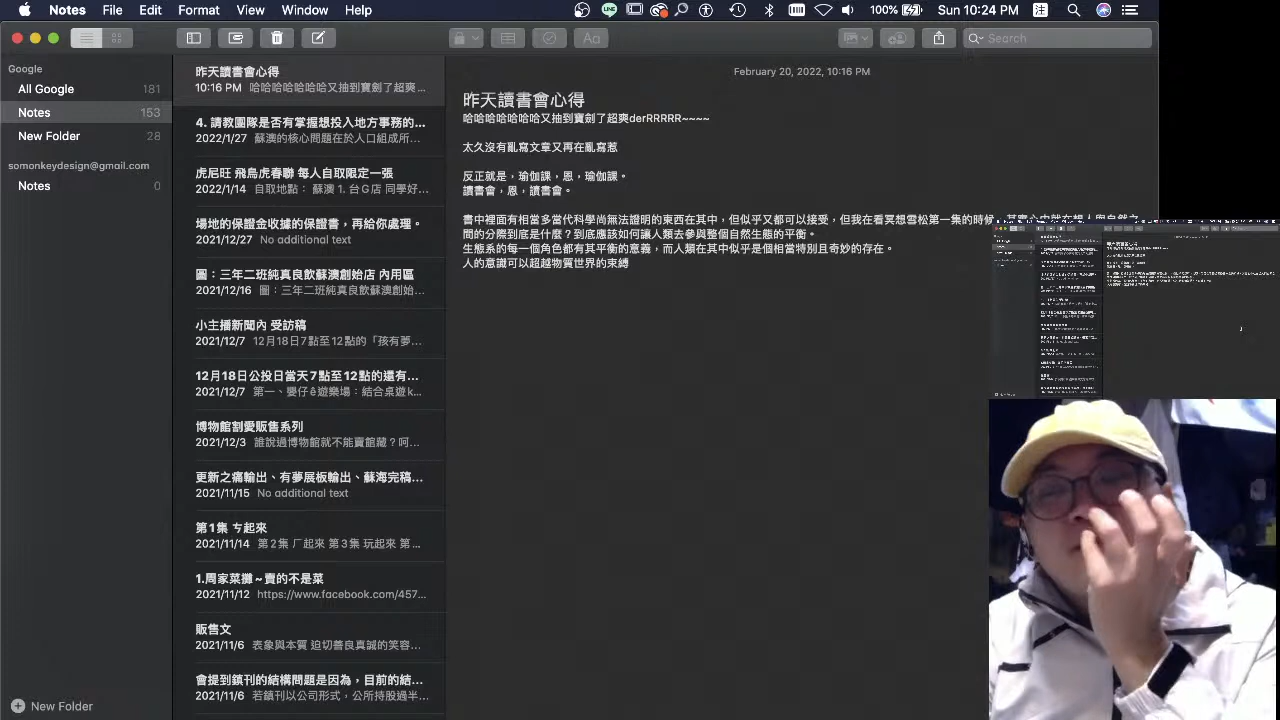 Notes File Edit Format View Window Help
100% Sun 10:24 PM 注
Aa
Search
Google
All Google 181
Notes 153
New Folder 28
somonkeydesign@gmail.com
Notes 0
New Folder
昨天讀書會心得
10:16 PM 哈哈哈哈哈哈哈又抽到寶劍了超爽...
4. 請教團隊是否有掌握想投入地方事務的...
2022/1/27 蘇澳的核心問題在於人口組成所...
虎尼旺 飛鳥虎春聯 每人自取限定一張
2022/1/14 自取地點： 蘇澳 1. 台G店 同學好...
場地的保證金收據的保證書，再給你處理。
2021/12/27 No additional text
圖：三年二班純真的歡蘇澳創始店 內用區
2021/12/16 圖：三年二班純真的歡蘇澳創始...
小主播新聞內 受訪稿
2021/12/7 12月18日7點至12點的「孩有夢...
12月18日公投日當天7點至12點的還有...
2021/12/7 第一、嬰仔ê遊樂場：結合桌遊k...
博物館割愛販售系列
2021/12/3 誰說過博物館就不能賣館藏？呵...
更新之痛輸出、有夢展板輸出、蘇海完稿...
2021/11/15 No additional text
第1集 ㄘ起來
2021/11/14 第2集 ㄏ起來 第3集 玩起來 第...
1.周家菜攤~賣的不是菜
2021/11/12 https://www.facebook.com/457...
販售文
2021/11/6 表象與本質 迫切善良真誠的笑容...
會提到鎮刊的結構問題是因為，目前的結...
2021/11/6 若鎮刊以公司形式，公所持股過半...
February 20, 2022, 10:16 PM
昨天讀書會心得
哈哈哈哈哈哈哈又抽到寶劍了超爽derRRRRR~~~~
太久沒有亂寫文章又再在亂寫惹
反正就是，瑜伽課，恩，瑜伽課。
讀書會，恩，讀書會。
書中裡面有相當多當代科學尚無法證明的東西在其中，但似乎又都可以接受，但我在看冥想雪松第一集的時候，其實心中就在想人與自然之
間的分際到底是什麼？到底應該如何讓人類去參與整個自然生態的平衡。
生態系的每一個角色都有其平衡的意義，而人類在其中似乎是個相當特別且奇妙的存在。
人的意識可以超越物質世界的束縛